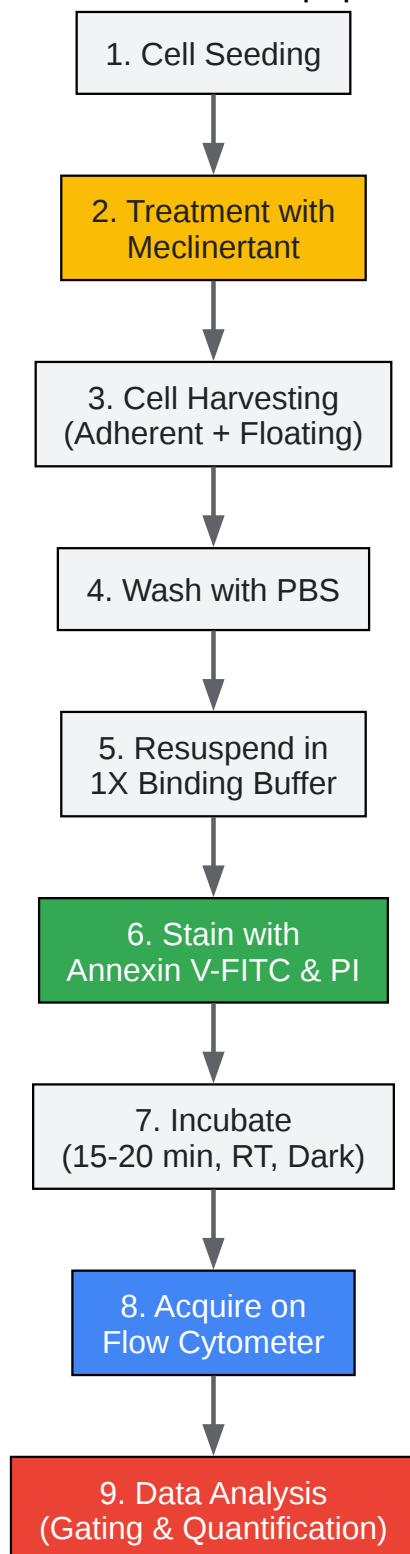 1. Cell Seeding
2. Treatment with
Meclinertant
3. Cell Harvesting
(Adherent + Floating)
4. Wash with PBS
5. Resuspend in
1X Binding Buffer
6. Stain with
Annexin V-FITC & PI
7. Incubate
(15-20 min, RT, Dark)
8. Acquire on
Flow Cytometer
9. Data Analysis
(Gating & Quantification)